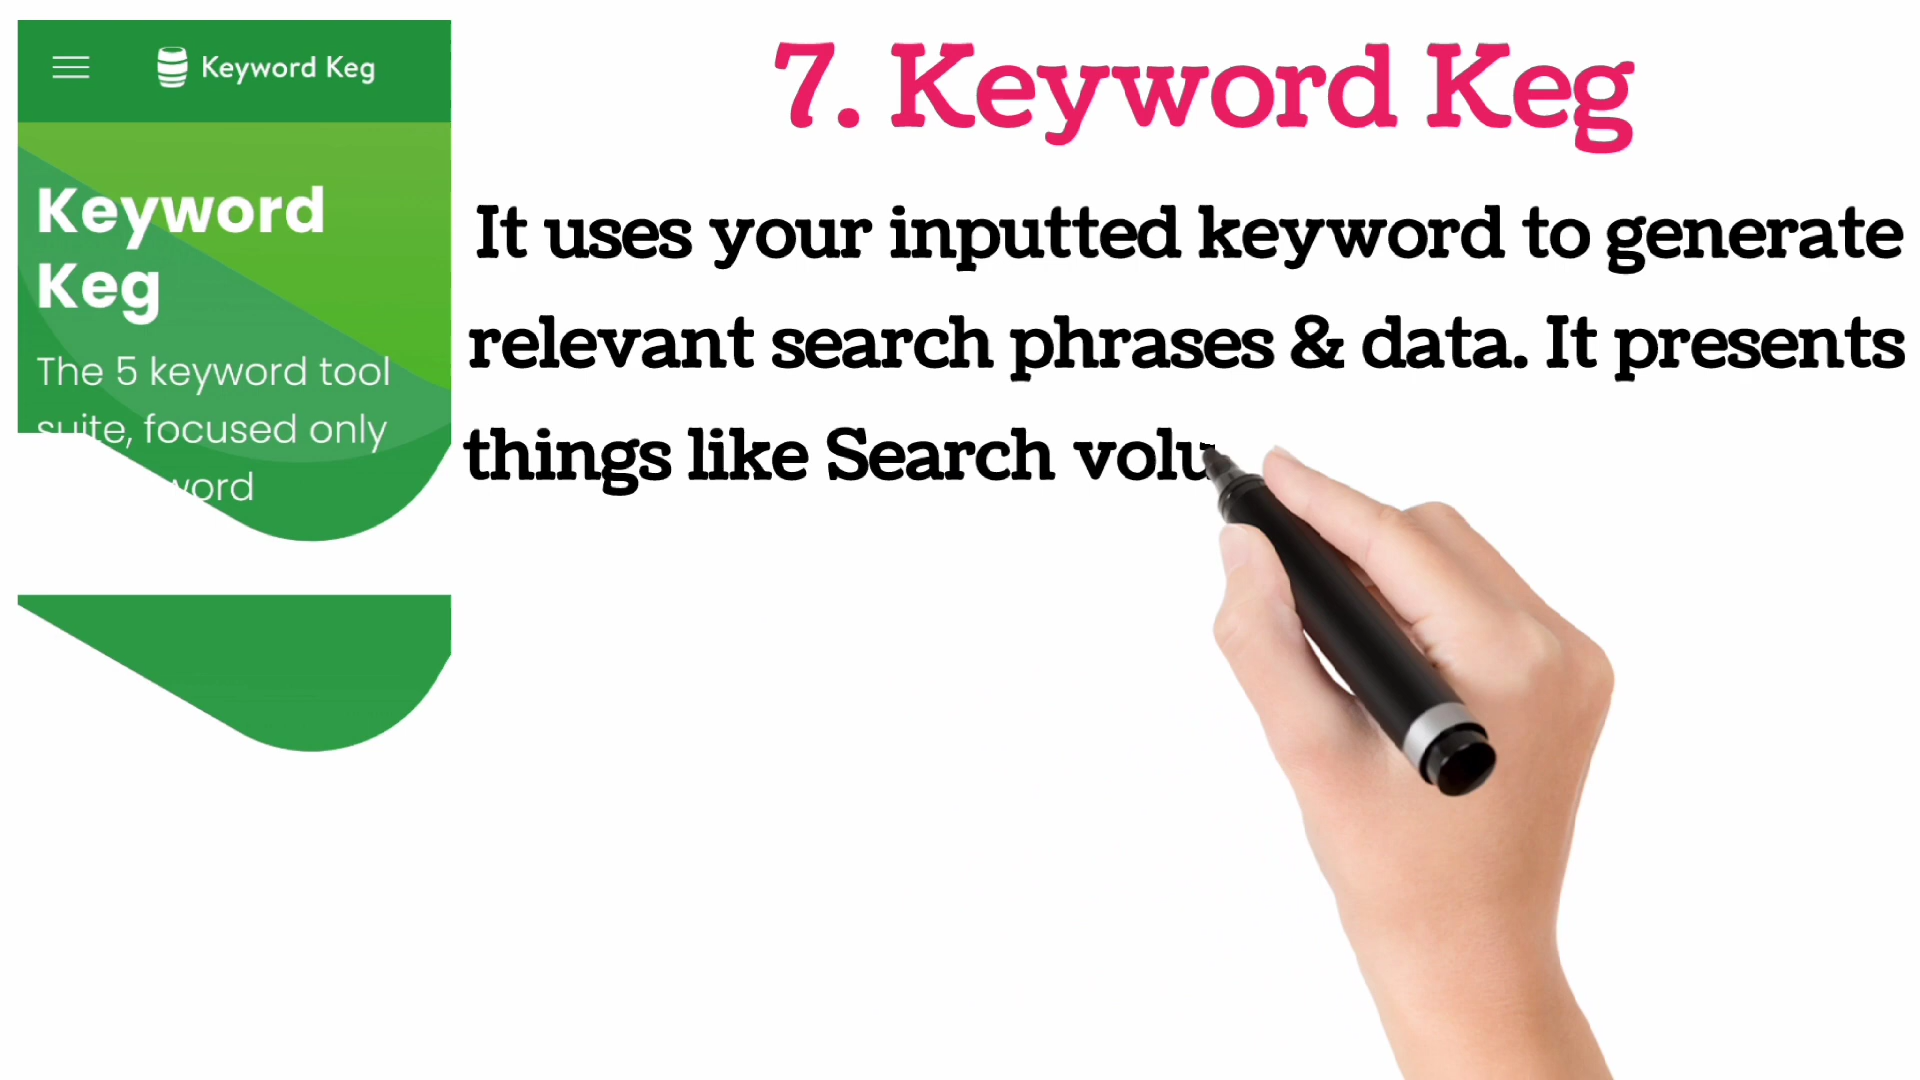 Keyword Keg
Keyword
Keg
The 5 keyword tool
suite, focused only
7. Keyword Keg
It uses your inputted keyword to generate
relevant search phrases & data. It presents
things like Search volu